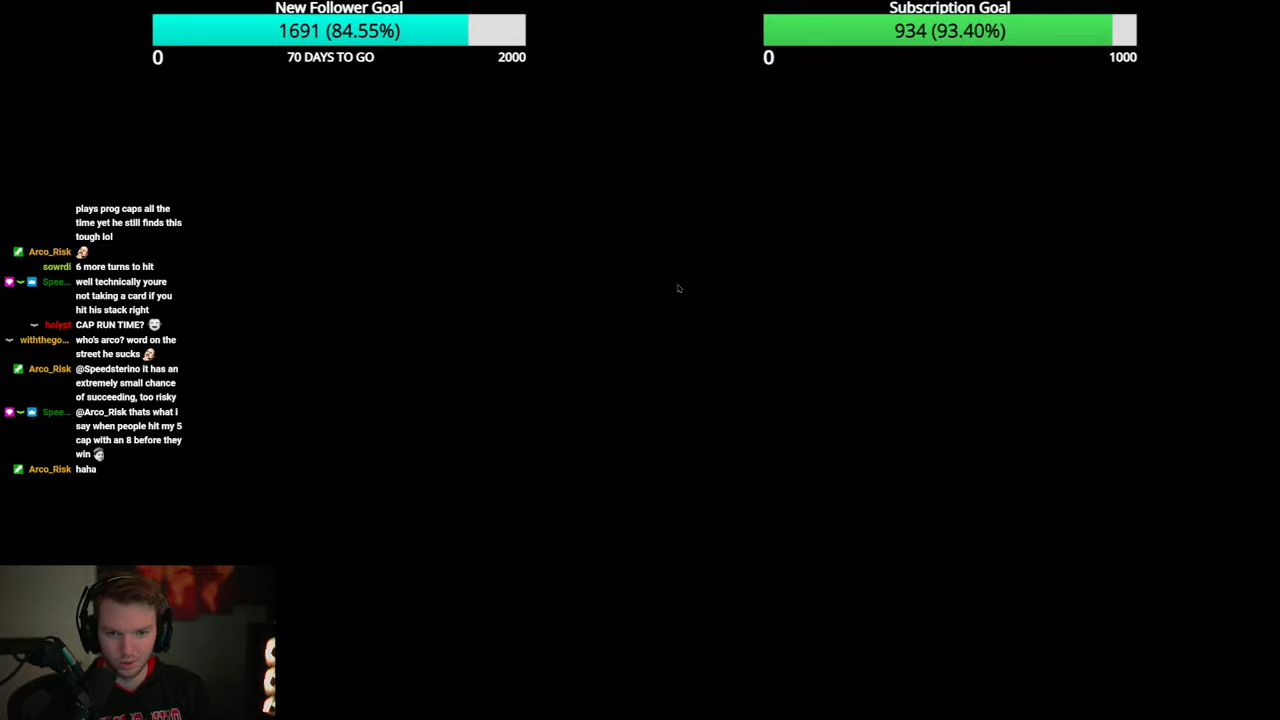 New Follower Goal
1691 (84.55%)
0
70 DAYS TO GO
2000
Subscription Goal
934 (93.40%)
0
1000
plays prog caps all the
time yet he still finds this
tough lol
Arco_Risk
sowrdi 6 more turns to hit
Spee... well technically youre
not taking a card if you
hit his stack right
holypt CAP RUN TIME?
withthego... who's arco? word on the
street he sucks
Arco_Risk @Speedsterino it has an
extremely small chance
of succeeding, too risky
Spee... @Arco_Risk thats what i
say when people hit my 5
cap with an 8 before they
win
Arco_Risk haha